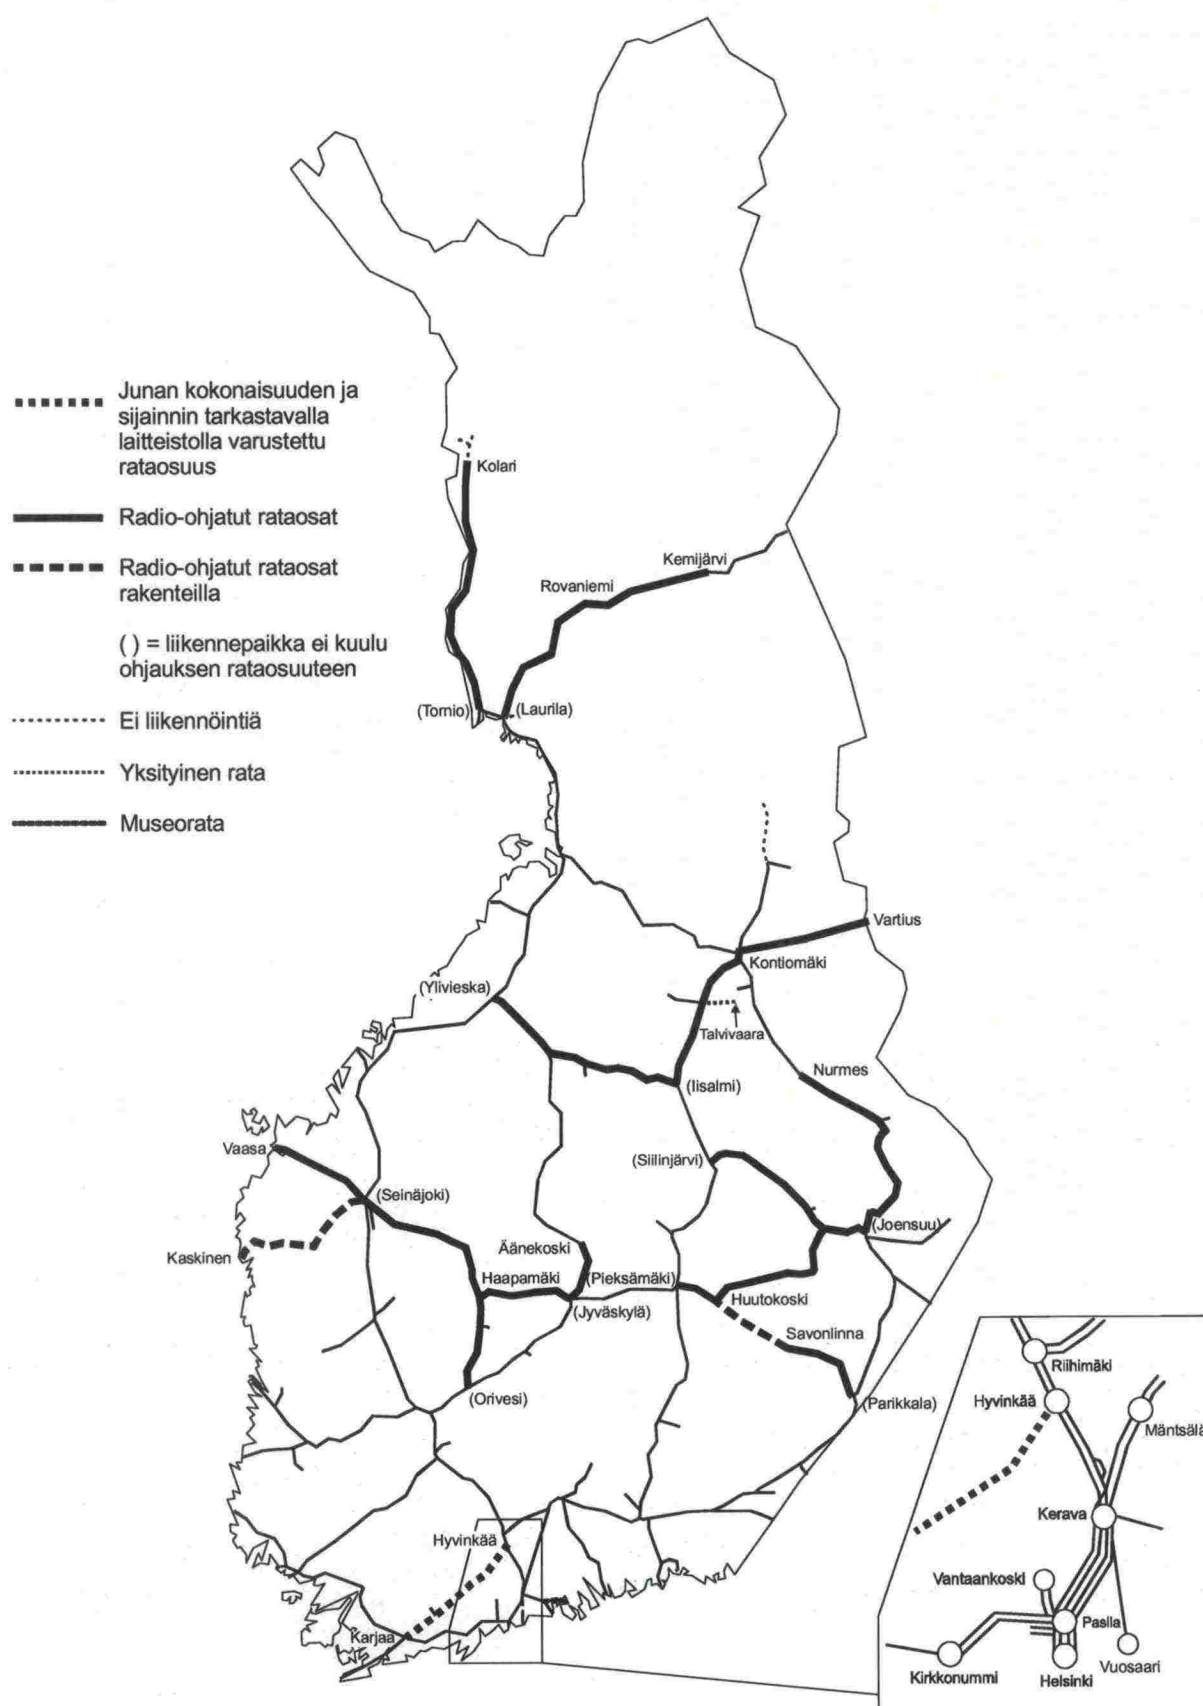 Junan kokonaisuuden ja
sijainnin tarkastavalla
laitteistolla varustettu
rataosuus
Radio-ohjatut rataosat
Radio-ohjatut rataosat
rakenteilla
( ) = liikennepaikka ei kuulu
ohjauksen rataosuuteen
Ei liikennöintiä
Yksityinen rata
Museorata
Kolari
Kemijärvi
Rovaniemi
(Tornio)
(Laurila)
Vartius
Kontiomäki
(Ylivieska)
Talvivaara
Nurmes
(Iisalmi)
Vaasa
(Siilinjärvi)
(Seinäjoki)
(Joensuu)
Kaskinen
Äänekoski
Haapamäki
(Pieksämäki)
Huutokoski
(Jyväskylä)
Savonlinna
(Orivesi)
(Parikkala)
Hyvinkää
Karjaa
Riihimäki
Hyvinkää
Mäntsälä
Kerava
Vantaankoski
Pasila
Kirkkonummi
Helsinki
Vuosaari